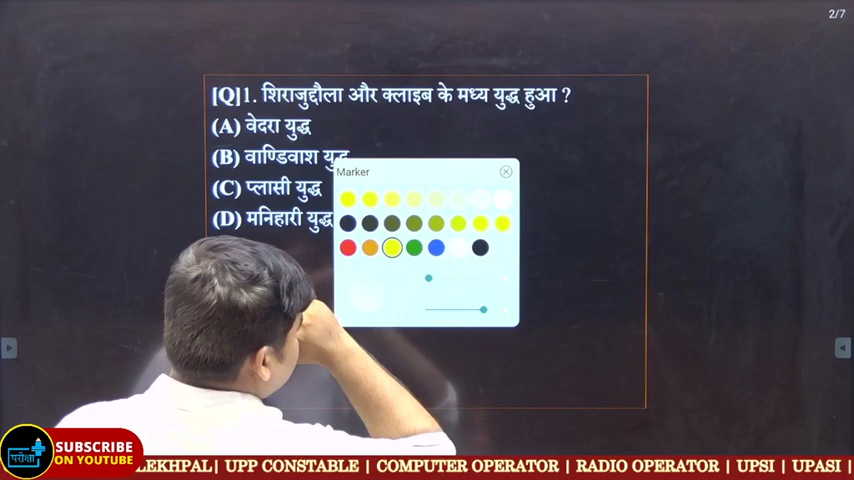 2/7
[Q]1. शिराजुद्दौला और क्लाइब के मध्य युद्ध हुआ ?
(A) वेदरा युद्ध
(B) वाण्डिवाश युद्ध
(C) प्लासी युद्ध
(D) मनिहारी युद्ध
Marker
परीक्षा
SUBSCRIBE
ON YOUTUBE
LEKHPAL| UPP CONSTABLE | COMPUTER OPERATOR | RADIO OPERATOR | UPSI | UPASI |